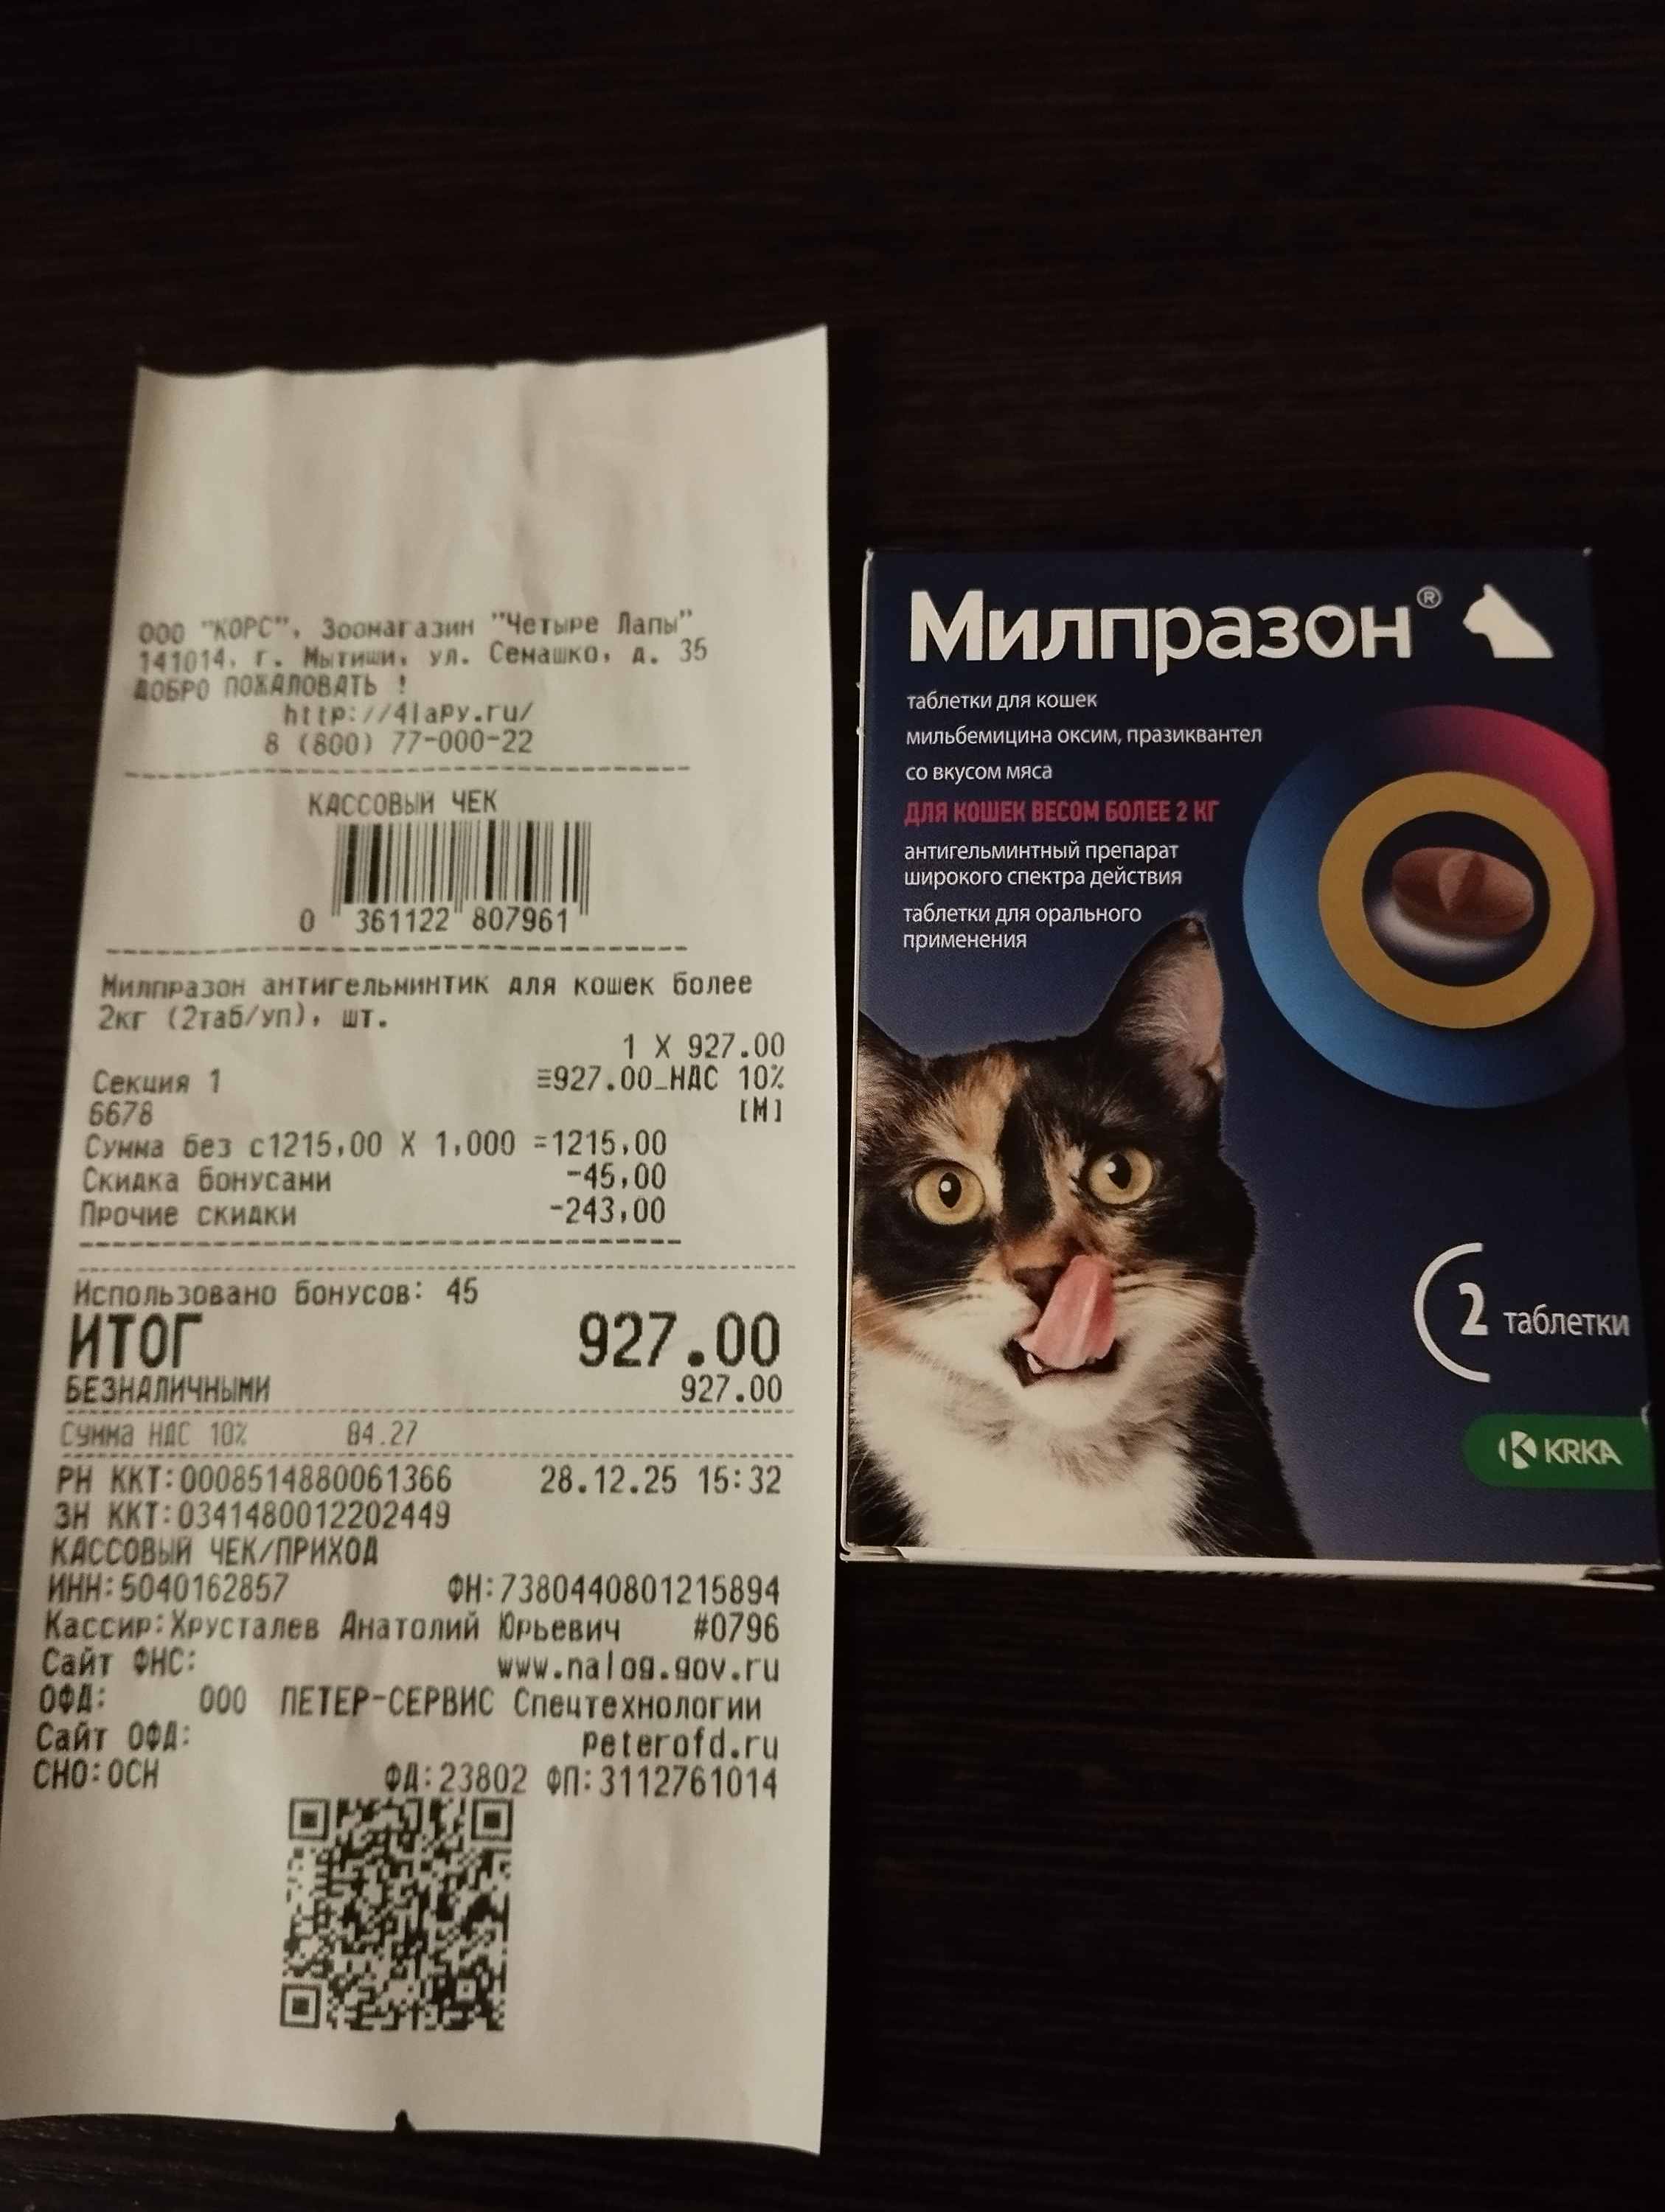 ООО "КОРС", Зоомагазин "Четыре Лапы"
141014, г. Мытищи, ул. Семашко, д. 35
ДОБРО ПОЖАЛОВАТЬ !
http://4lapy.ru/
8 (800) 77-000-22
КАССОВЫЙ ЧЕК
0 361122 807961
Милпразон антигельминтик для кошек более
2кг (2таб/уп), шт.
1 X 927.00
Секция 1 ≡927.00_НДС 10%
6678 [M]
Сумма без с1215,00 X 1,000 =1215,00
Скидка бонусами -45,00
Прочие скидки -243,00
Использовано бонусов: 45
ИТОГ 927.00
БЕЗНАЛИЧНЫМИ 927.00
Сумма НДС 10% 84.27
РН ККТ:0008514880061366 28.12.25 15:32
ЗН ККТ:0341480012202449
КАССОВЫЙ ЧЕК/ПРИХОД
ИНН:5040162857 ФН:7380440801215894
Кассир:Хрусталев Анатолий Юрьевич #0796
Сайт ФНС: www.nalog.gov.ru
ОФД: ООО ПЕТЕР-СЕРВИС Спецтехнологии
Сайт ОФД: peterofd.ru
СНО:ОСН ФД:23802 ФП:3112761014
Милпразон®
таблетки для кошек
мильбемицина оксим, празиквантел
со вкусом мяса
ДЛЯ КОШЕК ВЕСОМ БОЛЕЕ 2 КГ
антигельминтный препарат
широкого спектра действия
таблетки для орального
применения
2 таблетки
KRKA